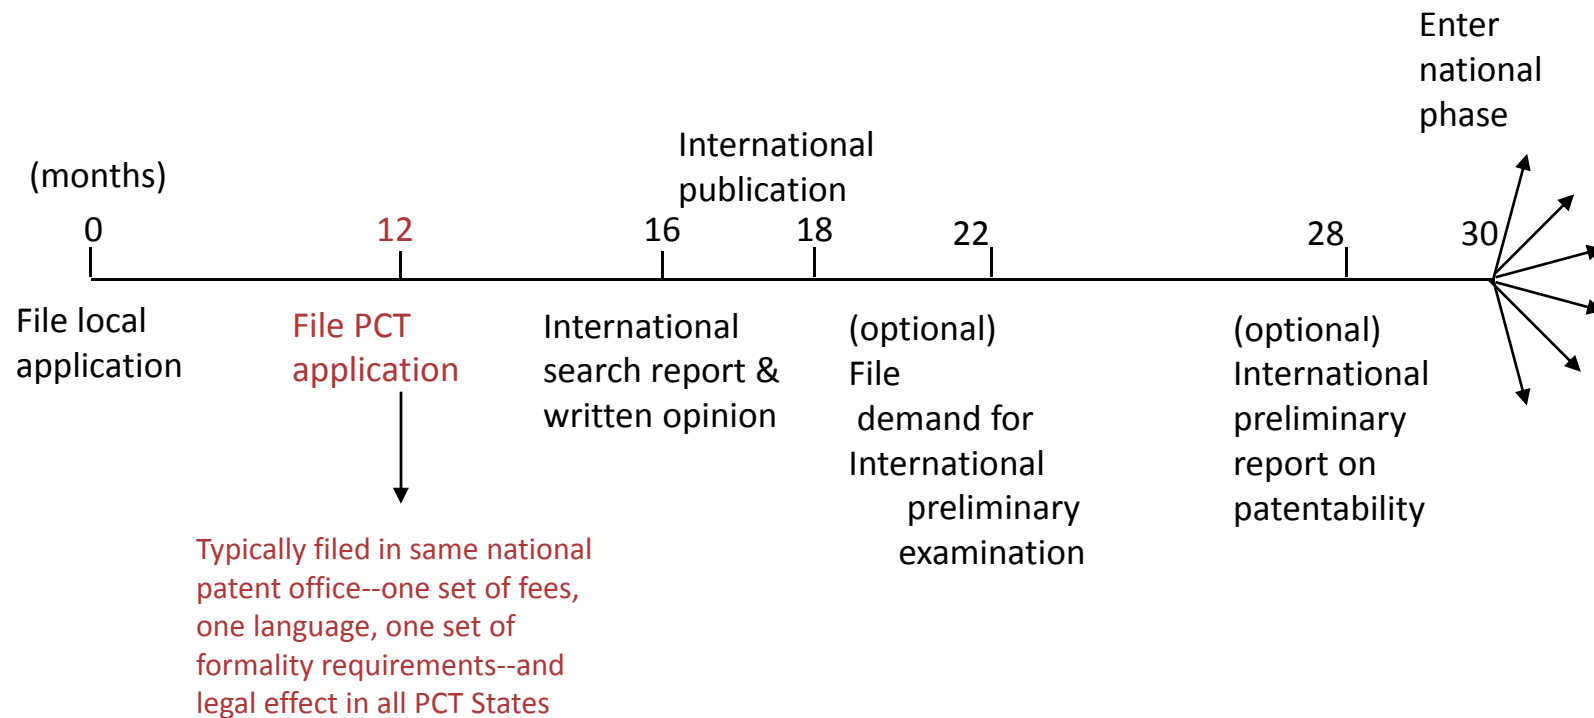 Enter
national
phase
International
publication
(months)
0
12
16
18
22
28
30
File local
application
File PCT
application
International
search report &
written opinion
(optional)
File
demand for
International
preliminary
examination
(optional)
International
preliminary
report on
patentability
Typically filed in same national
patent office--one set of fees,
one language, one set of
formality requirements--and
legal effect in all PCT States